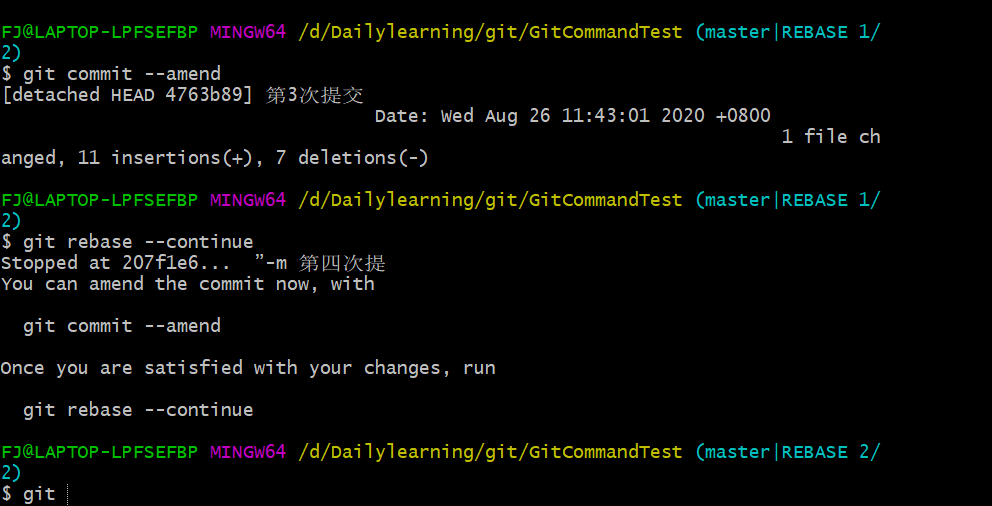 FJ@LAPTOP-LPFSEFBP MINGW64 /d/Dailylearning/git/GitCommandTest (master|REBASE 1/
2)
$ git commit --amend
[detached HEAD 4763b89] 第3次提交
Date: Wed Aug 26 11:43:01 2020 +0800
1 file ch
anged, 11 insertions(+), 7 deletions(-)
FJ@LAPTOP-LPFSEFBP MINGW64 /d/Dailylearning/git/GitCommandTest (master|REBASE 1/
2)
$ git rebase --continue
Stopped at 207f1e6... ”-m 第四次提
You can amend the commit now, with
git commit --amend
Once you are satisfied with your changes, run
git rebase --continue
FJ@LAPTOP-LPFSEFBP MINGW64 /d/Dailylearning/git/GitCommandTest (master|REBASE 2/
2)
$ git